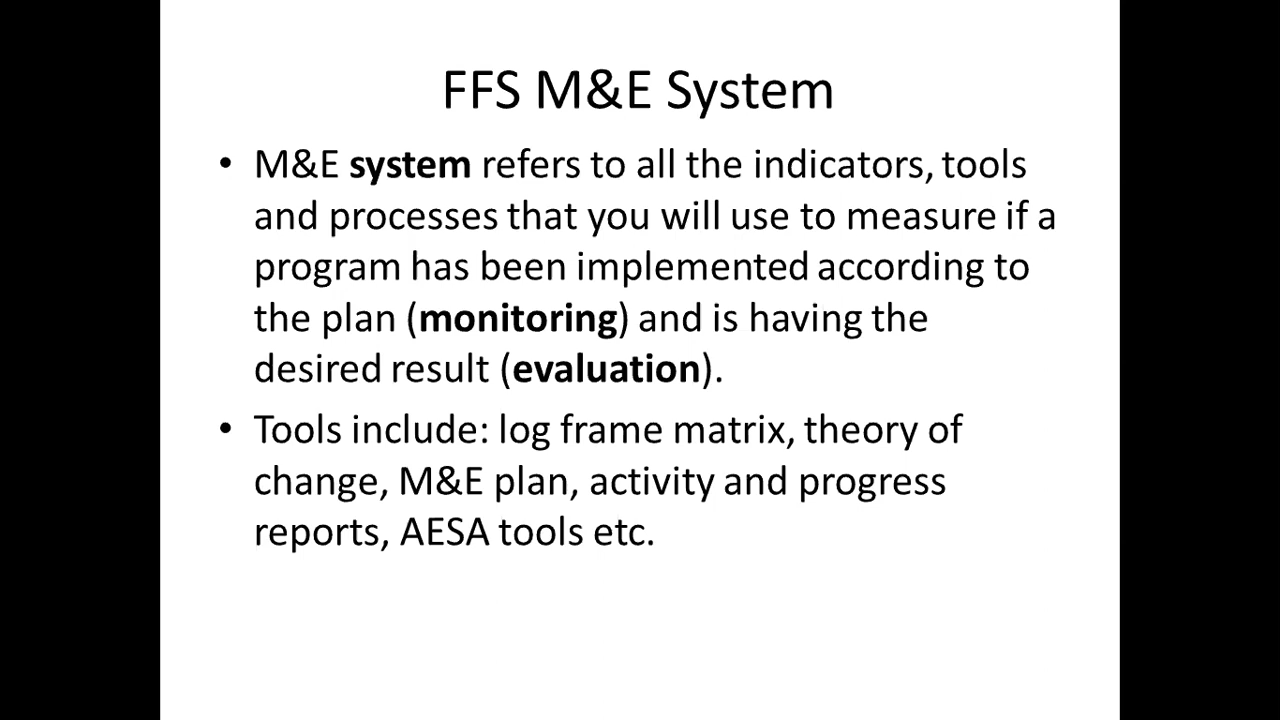 FFS M&E System
• M&E system refers to all the indicators, tools
and processes that you will use to measure if a
program has been implemented according to
the plan (monitoring) and is having the
desired result (evaluation).
• Tools include: log frame matrix, theory of
change, M&E plan, activity and progress
reports, AESA tools etc.